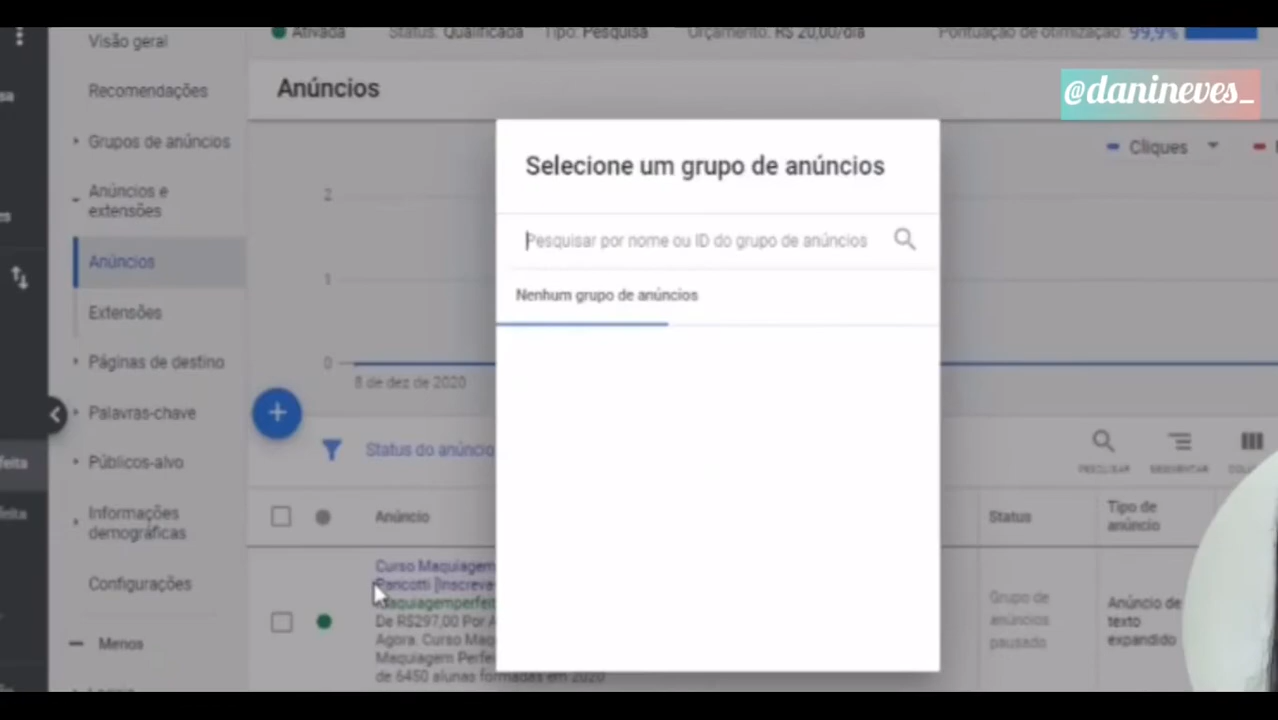 Visão geral
Ativada
Status: Qualificada
Tipo: Pesquisa
Orçamento: R$ 20,00/dia
Pontuação de otimização: 99,9%
Recomendações
Anúncios
@danineves_
Grupos de anúncios
Cliques
Selecione um grupo de anúncios
Anúncios e
extensões
2
Pesquisar por nome ou ID do grupo de anúncios
Anúncios
1
Nenhum grupo de anúncios
Extensões
Páginas de destino
0
8 de dez de 2020
Palavras-chave
Status do anúncio
Públicos-alvo
PESQUISAR
SEGMENTAR
Informações
demográficas
Anúncio
Status
Tipo de
anúncio
Configurações
Curso Maquiagem
Pancotti [Inscreva
De R$297,00 Por A
Agora. Curso Maq
Maquiagem Perfe
de 6450 alunas formadas em 2020
Grupo de
anúncios
pausado
Anúncio de
texto
expandido
Menos